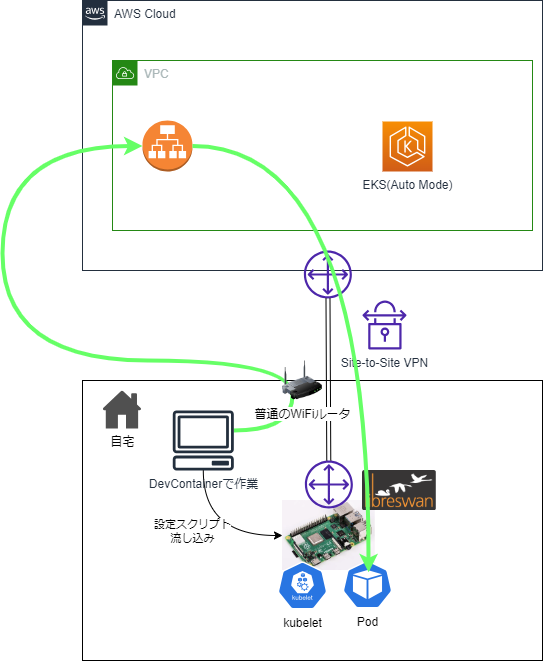 aws
AWS Cloud
VPC
K
EKS(Auto Mode)
Site-to-Site VPN
普通のWiFiルータ
自宅
DevContainerで作業
breswan
設定スクリプト
流し込み
kubelet
kubelet
Pod